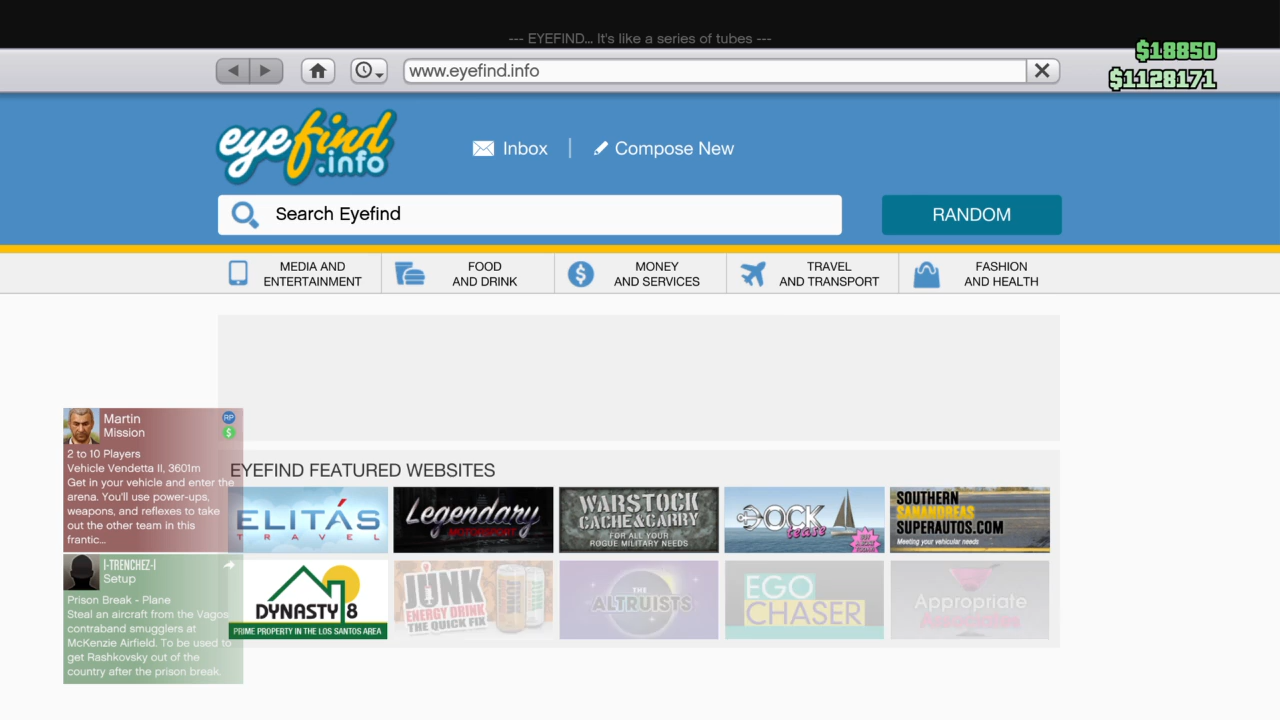 --- EYEFIND... It's like a series of tubes ---
$18850
www.eyefind.info
$1128171
eyefind
.info
Inbox
Compose New
Search Eyefind
RANDOM
MEDIA AND
ENTERTAINMENT
FOOD
AND DRINK
MONEY
AND SERVICES
TRAVEL
AND TRANSPORT
FASHION
AND HEALTH
Martin
Mission
RP
$
2 to 10 Players
Vehicle Vendetta II, 3601m
Get in your vehicle and enter the
arena. You'll use power-ups,
weapons, and reflexes to take
out the other team in this
frantic...
I-TRENCHEZ-I
Setup
Prison Break - Plane
Steal an aircraft from the Vagos
contraband smugglers at
McKenzie Airfield. To be used to
get Rashkovsky out of the
country after the prison break.
EYEFIND FEATURED WEBSITES
ELITÁS
TRAVEL
Legendary
MOTORSPORT
WARSTOCK
CACHE&CARRY
FOR ALL YOUR
ROGUE MILITARY NEEDS
DOCK
tease
SOUTHERN
SANANDREAS
SUPERAUTOS.COM
Meeting your vehicular needs
DYNASTY 8
PRIME PROPERTY IN THE LOS SANTOS AREA
JUNK
ENERGY DRINK
THE QUICK FIX
THE
ALTRUISTS
EGO
CHASER
Appropriate